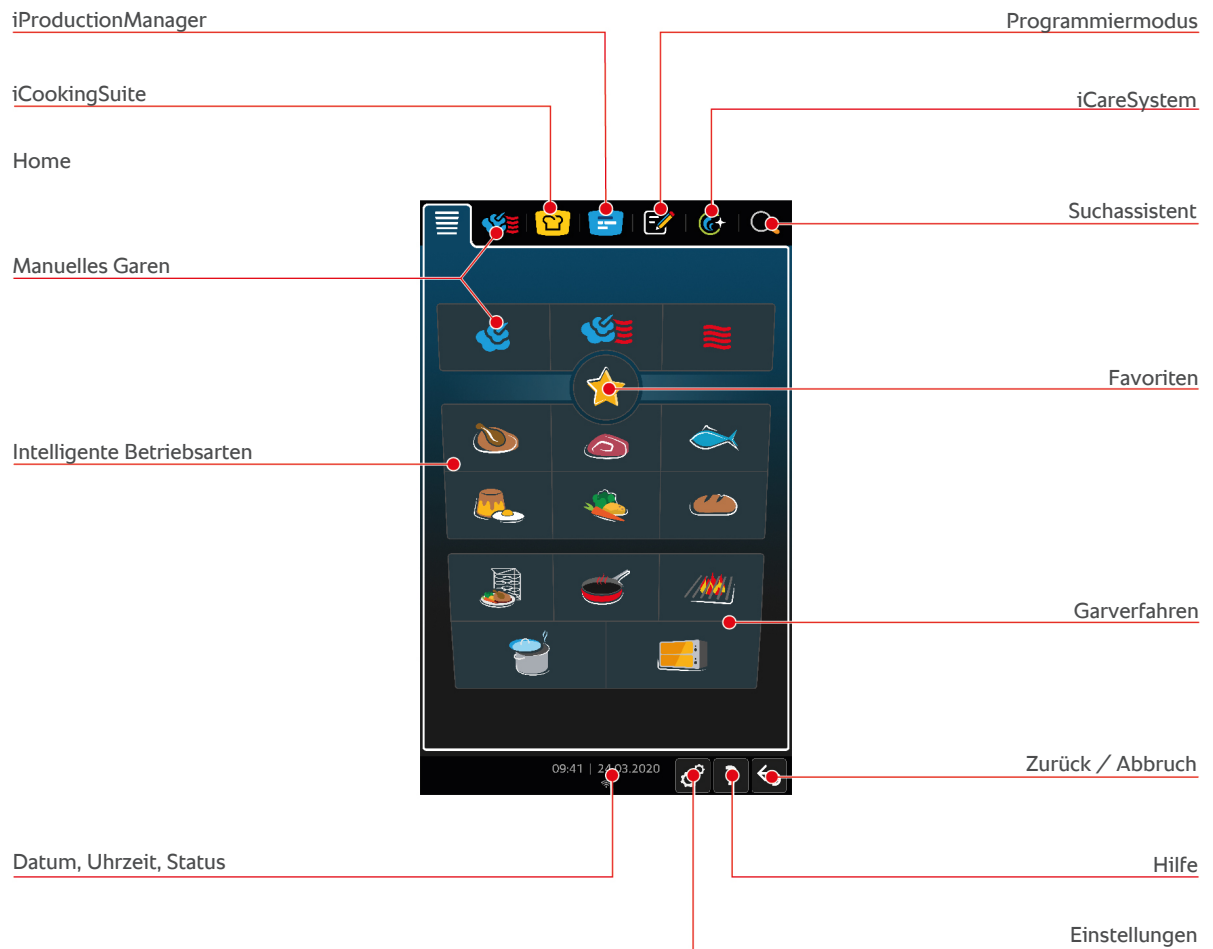 iProductionManager
Programmiermodus
iCookingSuite
iCareSystem
Home
Suchassistent
Manuelles Garen
Favoriten
Intelligente Betriebsarten
Garverfahren
09:41 | 24.03.2020
Zurück / Abbruch
Datum, Uhrzeit, Status
Hilfe
Einstellungen